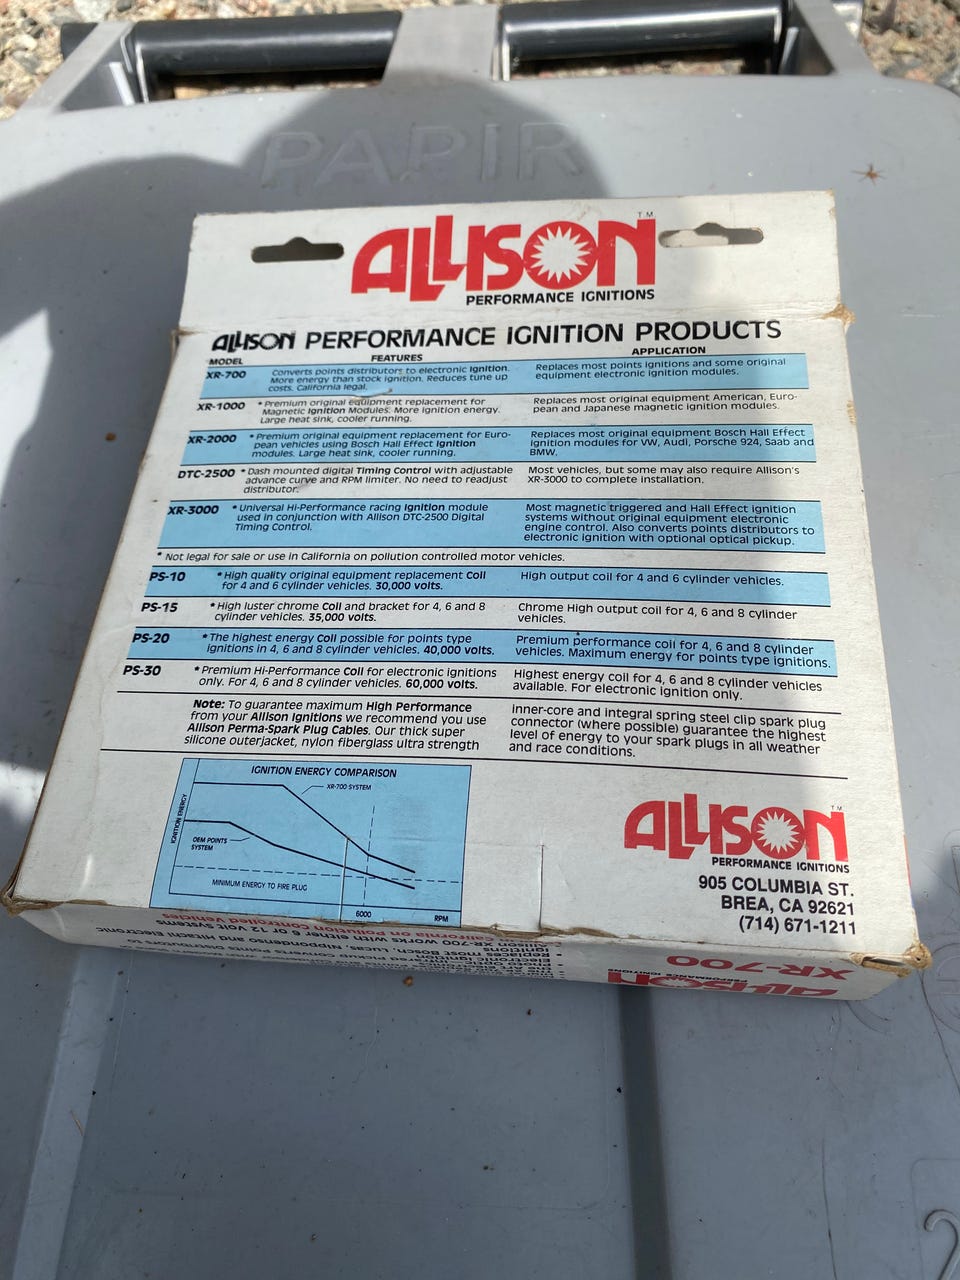 PAPIR
ALLISON TM
PERFORMANCE IGNITIONS
ALLISON PERFORMANCE IGNITION PRODUCTS
MODEL FEATURES APPLICATION
XR-700 Converts points distributors to electronic Ignition. Replaces most points ignitions and some original
More energy than stock ignition. Reduces tune up equipment electronic ignition modules.
costs. California legal.
XR-1000 * Premium original equipment replacement for Replaces most original equipment American, Euro-
Magnetic Ignition Modules. More ignition energy. pean and Japanese magnetic ignition modules.
Large heat sink, cooler running.
XR-2000 * Premium original equipment replacement for Euro- Replaces most original equipment Bosch Hall Effect
pean vehicles using Bosch Hall Effect Ignition ignition modules for VW, Audi, Porsche 924, Saab and
modules. Large heat sink, cooler running. BMW.
DTC-2500 * Dash mounted digital Timing Control with adjustable Most vehicles, but some may also require Allison's
advance curve and RPM limiter. No need to readjust XR-3000 to complete installation.
distributor.
XR-3000 * Universal Hi-Performance racing Ignition module Most magnetic triggered and Hall Effect ignition
used in conjunction with Allison DTC-2500 Digital systems without original equipment electronic
Timing Control. engine control. Also converts points distributors to
electronic ignition with optional optical pickup.
* Not legal for sale or use in California on pollution controlled motor vehicles.
PS-10 * High quality original equipment replacement Coil High output coil for 4 and 6 cylinder vehicles.
for 4 and 6 cylinder vehicles. 30,000 volts.
PS-15 * High luster chrome Coil and bracket for 4, 6 and 8 Chrome High output coil for 4, 6 and 8 cylinder
cylinder vehicles. 35,000 volts. vehicles.
PS-20 * The highest energy Coil possible for points type Premium performance coil for 4, 6 and 8 cylinder
ignitions in 4, 6 and 8 cylinder vehicles. 40,000 volts. vehicles. Maximum energy for points type ignitions.
PS-30 * Premium Hi-Performance Coil for electronic ignitions Highest energy coil for 4, 6 and 8 cylinder vehicles
only. For 4, 6 and 8 cylinder vehicles. 60,000 volts. available. For electronic ignition only.
Note: To guarantee maximum High Performance
from your Allison Ignitions we recommend you use
Allison Perma-Spark Plug Cables. Our thick super
silicone outerjacket, nylon fiberglass ultra strength
inner-core and integral spring steel clip spark plug
connector (where possible) guarantee the highest
level of energy to your spark plugs in all weather
and race conditions.
IGNITION ENERGY COMPARISON
XR-700 SYSTEM
IGNITION ENERGY
OEM POINTS
SYSTEM
MINIMUM ENERGY TO FIRE PLUG
6000 RPM
ALLISON TM
PERFORMANCE IGNITIONS
905 COLUMBIA ST.
BREA, CA 92621
(714) 671-1211
ALLISON
PERFORMANCE IGNITIONS
XR-700